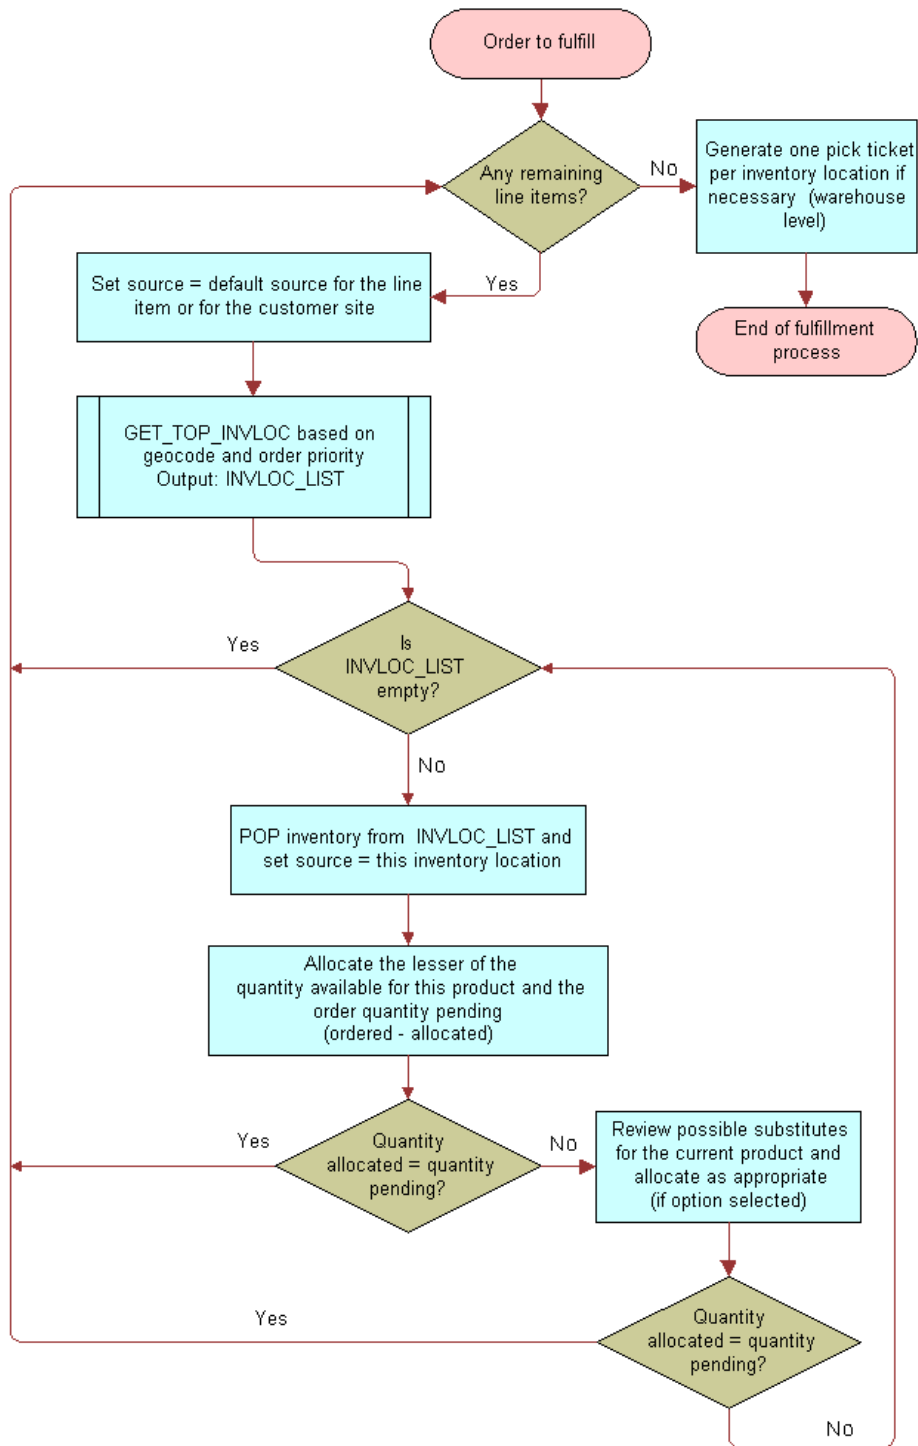 Order to fulfill
Any remaining
line items?
No
Generate one pick ticket
per inventory location if
necessary (warehouse
level)
Yes
Set source = default source for the line
item or for the customer site
End of fulfillment
process
GET_TOP_INVLOC based on
geocode and order priority
Output: INVLOC_LIST
Yes
Is
INVLOC_LIST
empty?
No
POP inventory from INVLOC_LIST and
set source = this inventory location
Allocate the lesser of the
quantity available for this product and the
order quantity pending
(ordered - allocated)
Yes
Quantity
allocated = quantity
pending?
No
Review possible substitutes
for the current product and
allocate as appropriate
(if option selected)
Yes
Quantity
allocated = quantity
pending?
No